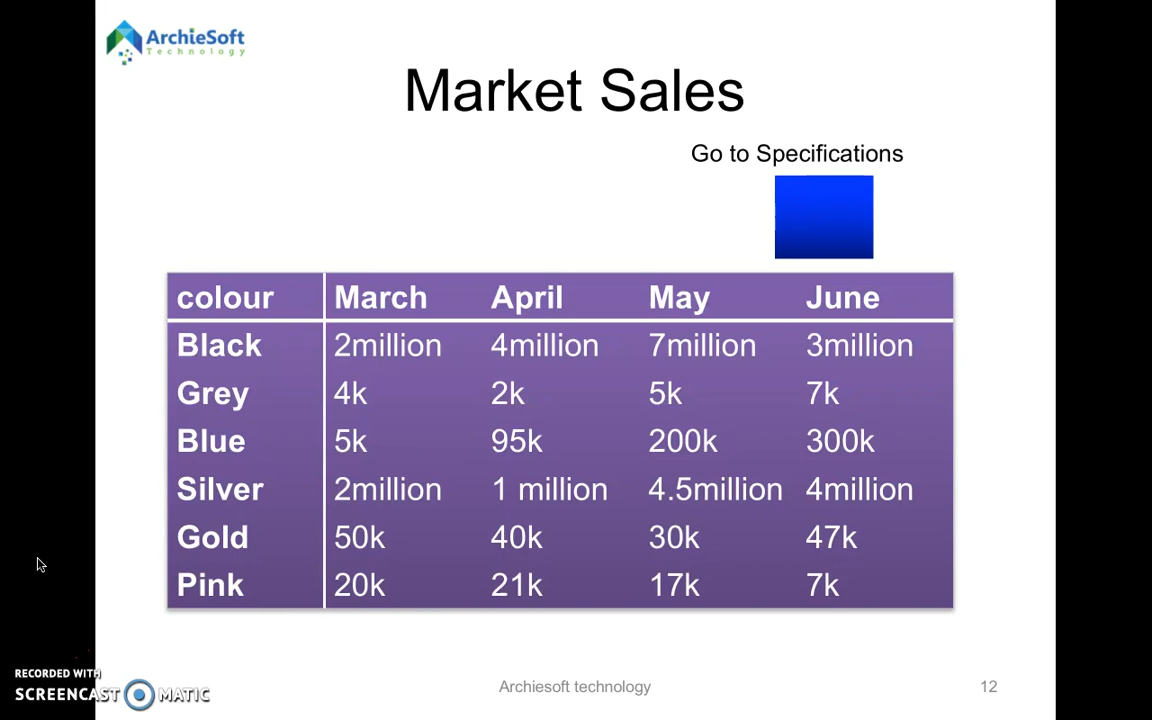 ArchieSoft
Technology
Market Sales
Go to Specifications
colour March April May June
Black 2million 4million 7million 3million
Grey 4k 2k 5k 7k
Blue 5k 95k 200k 300k
Silver 2million 1 million 4.5million 4million
Gold 50k 40k 30k 47k
Pink 20k 21k 17k 7k
RECORDED WITH
SCREENCAST MATIC
Archiesoft technology 12